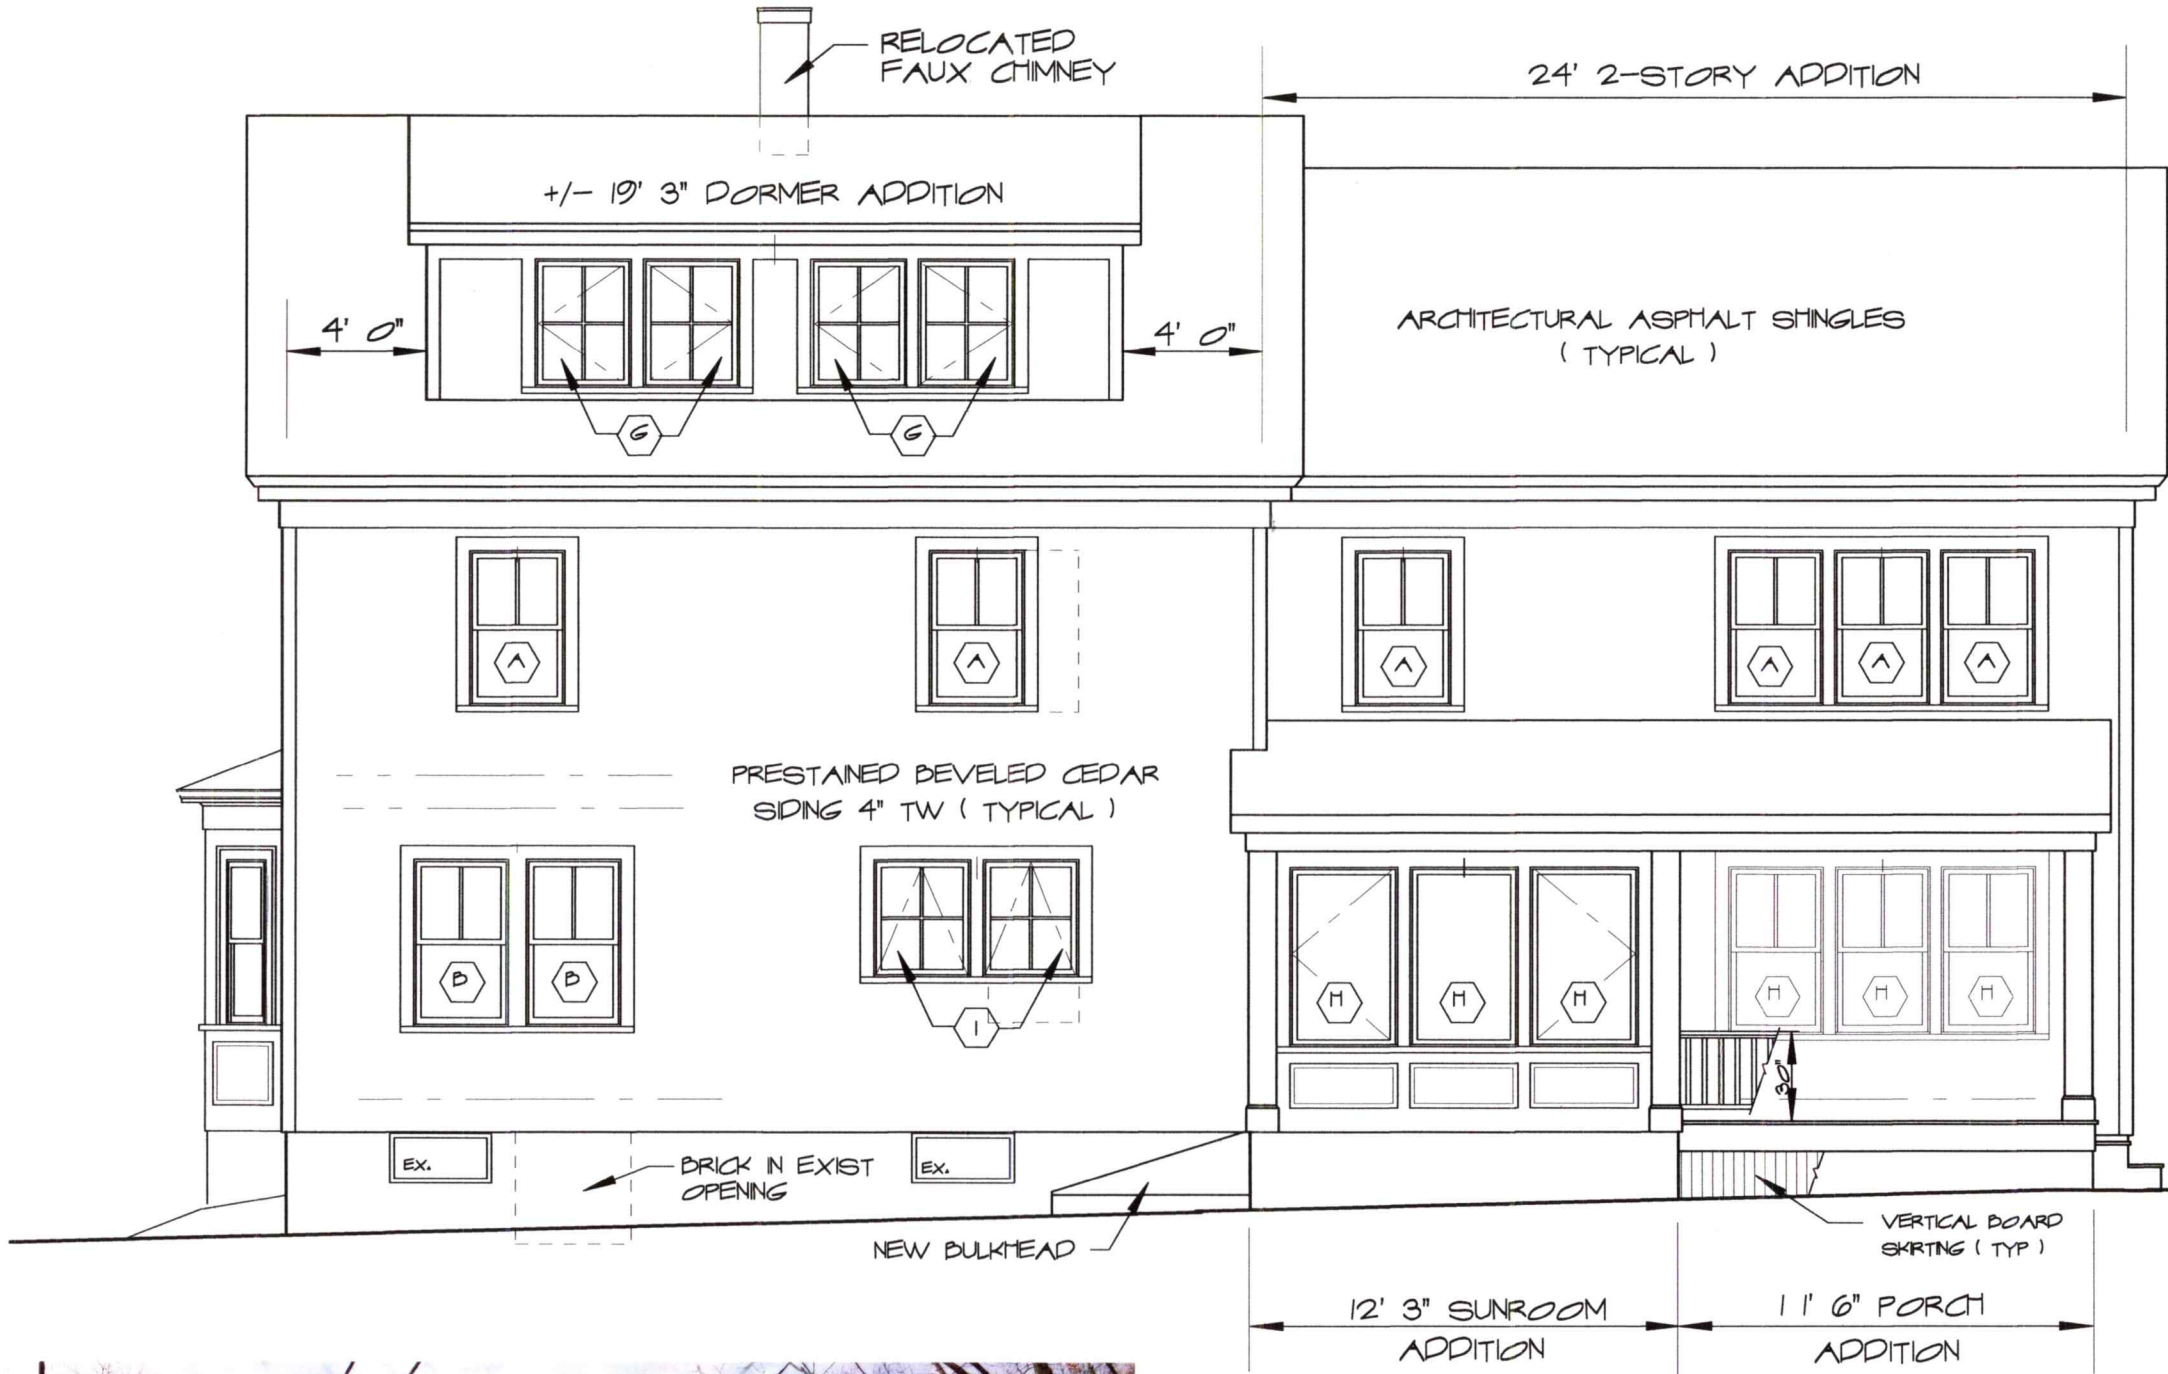 RELOCATED
FAUX CHIMNEY
24' 2-STORY ADDITION
+/- 19' 3" DORMER ADDITION
4' 0"
4' 0"
ARCHITECTURAL ASPHALT SHINGLES
( TYPICAL )
G
G
A
A
A
A
A
A
PRESTAINED BEVELED CEDAR
SIDING 4" TW ( TYPICAL )
B
B
I
H
H
H
H
H
H
30"
EX.
BRICK IN EXIST
OPENING
EX.
NEW BULKHEAD
VERTICAL BOARD
SKIRTING ( TYP )
12' 3" SUNROOM
ADDITION
11' 6" PORCH
ADDITION